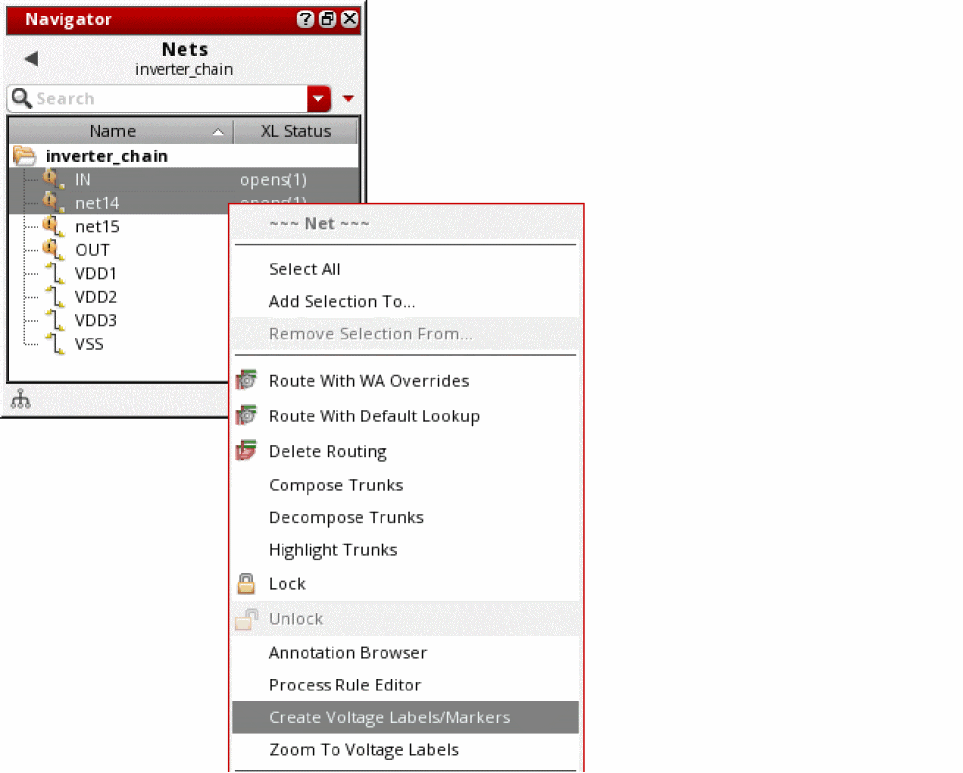 Navigator
Nets
inverter_chain
Search
Name XL Status
inverter_chain
IN opens(1)
net14 opens(1)
net15
OUT
VDD1
VDD2
VDD3
VSS
~~~ Net ~~~
Select All
Add Selection To...
Remove Selection From...
Route With WA Overrides
Route With Default Lookup
Delete Routing
Compose Trunks
Decompose Trunks
Highlight Trunks
Lock
Unlock
Annotation Browser
Process Rule Editor
Create Voltage Labels/Markers
Zoom To Voltage Labels